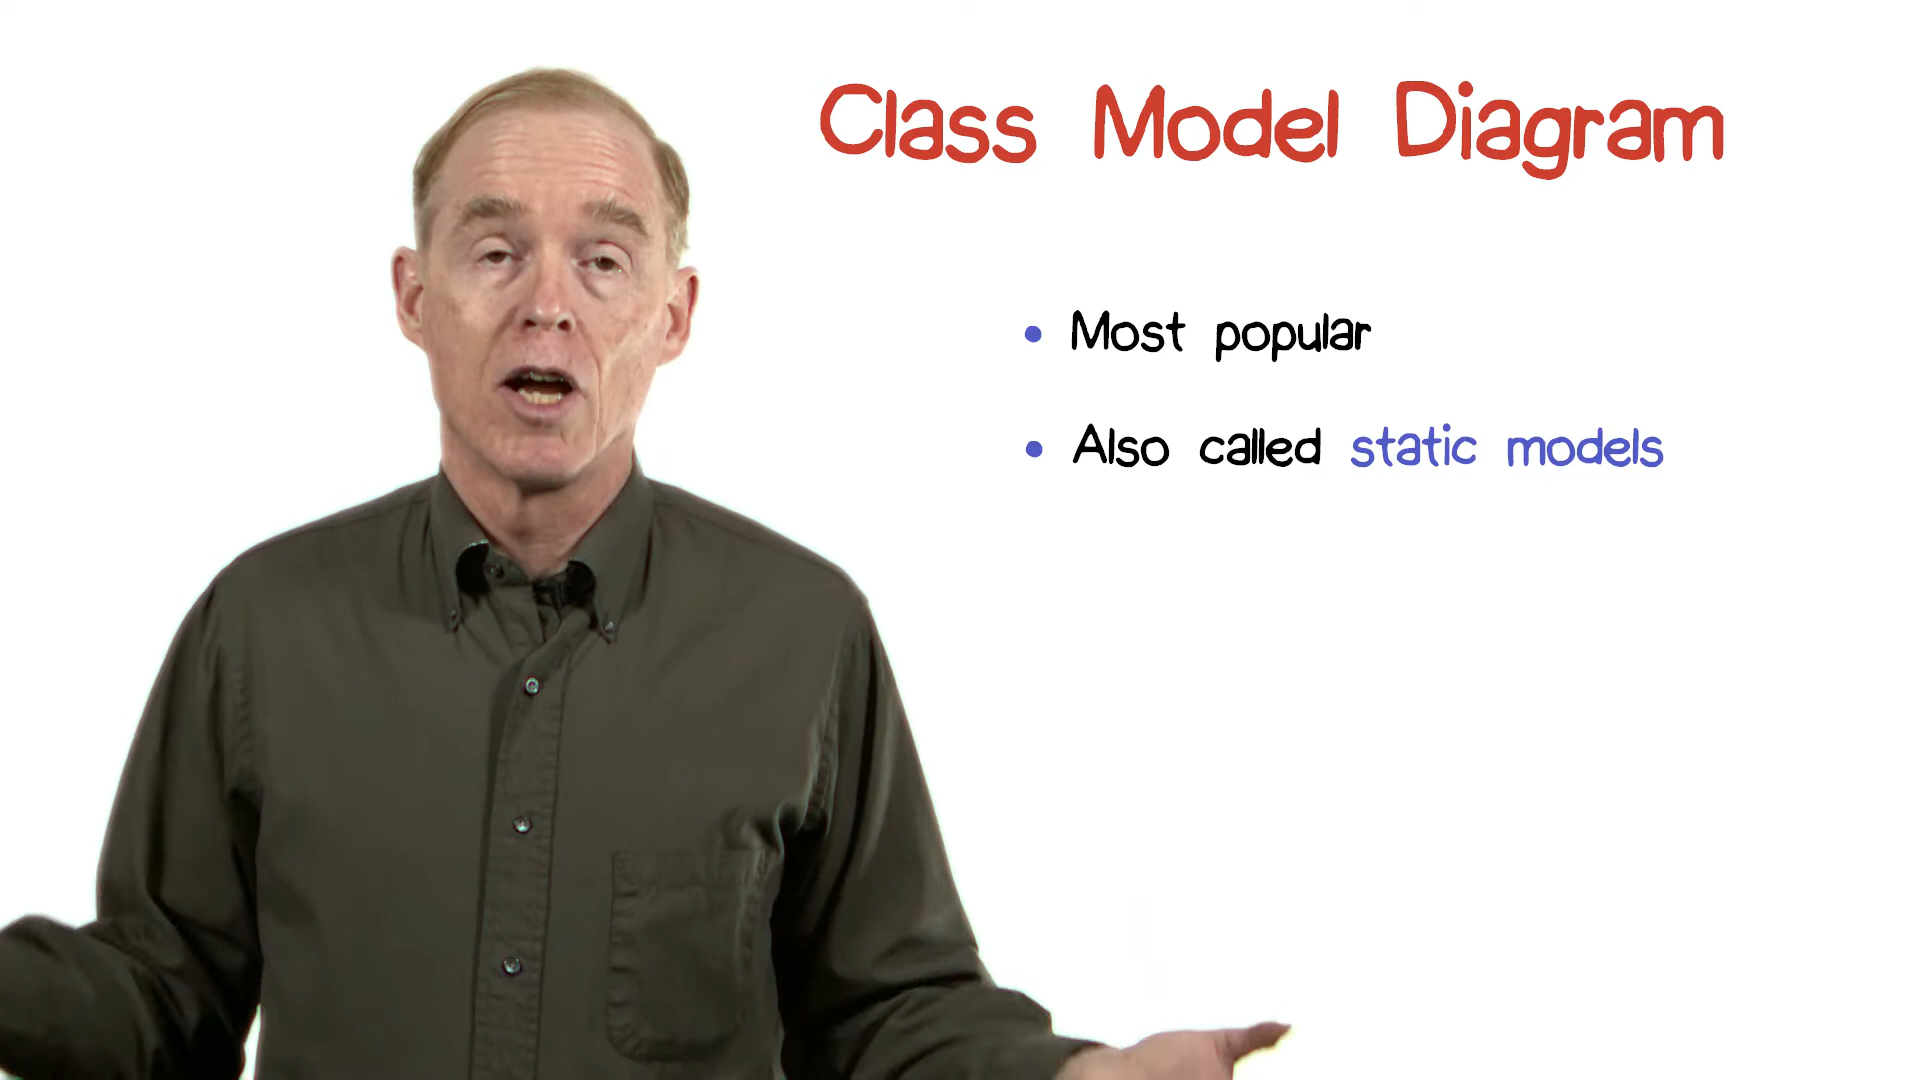 Class Model Diagram
• Most popular
• Also called static models